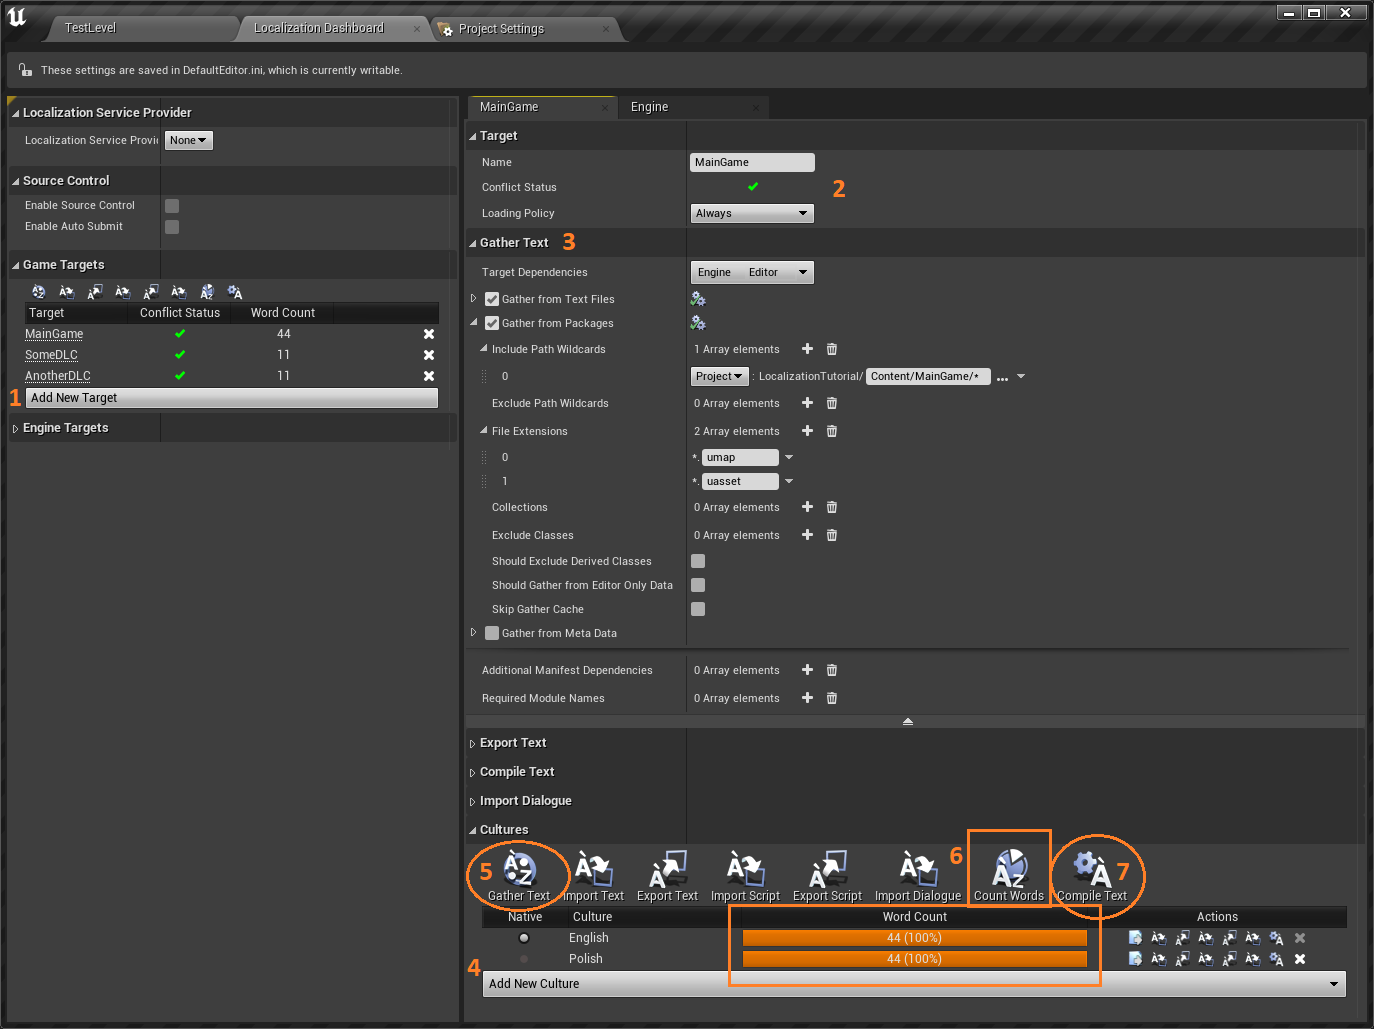 TestLevel
Localization Dashboard
Project Settings
These settings are saved in DefaultEditor.ini, which is currently writable.
Localization Service Provider
Localization Service Provi
None
Source Control
Enable Source Control
Enable Auto Submit
Game Targets
Target Conflict Status Word Count
MainGame 44
SomeDLC 11
AnotherDLC 11
1 Add New Target
Engine Targets
MainGame
Engine
Target
Name MainGame
Conflict Status 2
Loading Policy Always
Gather Text 3
Target Dependencies Engine Editor
Gather from Text Files
Gather from Packages
Include Path Wildcards 1 Array elements
0 Project : LocalizationTutorial/ Content/MainGame/* ...
Exclude Path Wildcards 0 Array elements
File Extensions 2 Array elements
0 *. umap
1 *. uasset
Collections 0 Array elements
Exclude Classes 0 Array elements
Should Exclude Derived Classes
Should Gather from Editor Only Data
Skip Gather Cache
Gather from Meta Data
Additional Manifest Dependencies 0 Array elements
Required Module Names 0 Array elements
Export Text
Compile Text
Import Dialogue
Cultures
5 6 7
Gather Text Import Text Export Text Import Script Export Script Import Dialogue Count Words Compile Text
Native Culture Word Count Actions
English 44 (100%)
Polish 44 (100%)
4
Add New Culture